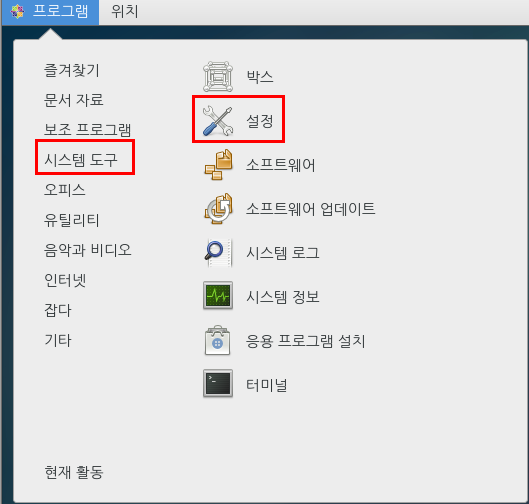 프로그램 위치
즐겨찾기
문서 자료
보조 프로그램
시스템 도구
오피스
유틸리티
음악과 비디오
인터넷
잡다
기타
현재 활동
박스
설정
소프트웨어
소프트웨어 업데이트
시스템 로그
시스템 정보
응용 프로그램 설치
터미널